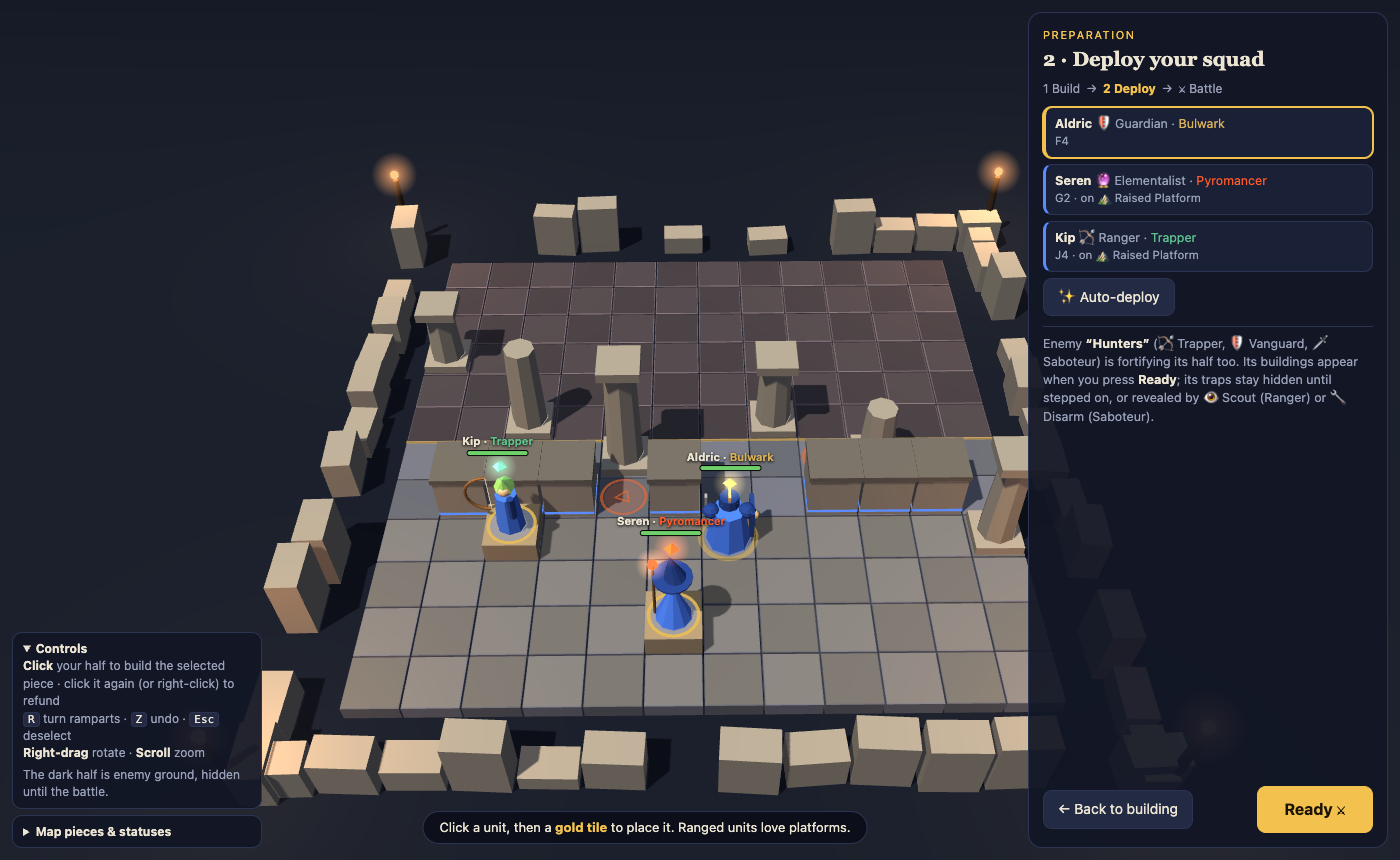 PREPARATION
2 · Deploy your squad
1 Build → 2 Deploy → ⚔ Battle
Aldric 🛡 Guardian · Bulwark
F4
Seren 🔮 Elementalist · Pyromancer
G2 · on ⛰ Raised Platform
Kip 🏹 Ranger · Trapper
J4 · on ⛰ Raised Platform
✨ Auto-deploy
Enemy “Hunters” (🏹 Trapper, 🛡 Vanguard, 🗡
Saboteur) is fortifying its half too. Its buildings appear
when you press Ready; its traps stay hidden until
stepped on, or revealed by 👁 Scout (Ranger) or 🔧
Disarm (Saboteur).
Kip · Trapper
Aldric · Bulwark
Seren · Pyromancer
▼ Controls
Click your half to build the selected
piece · click it again (or right-click) to
refund
R turn ramparts · Z undo · Esc
deselect
Right-drag rotate · Scroll zoom
The dark half is enemy ground, hidden
until the battle.
▶ Map pieces & statuses
Click a unit, then a gold tile to place it. Ranged units love platforms.
← Back to building
Ready ⚔